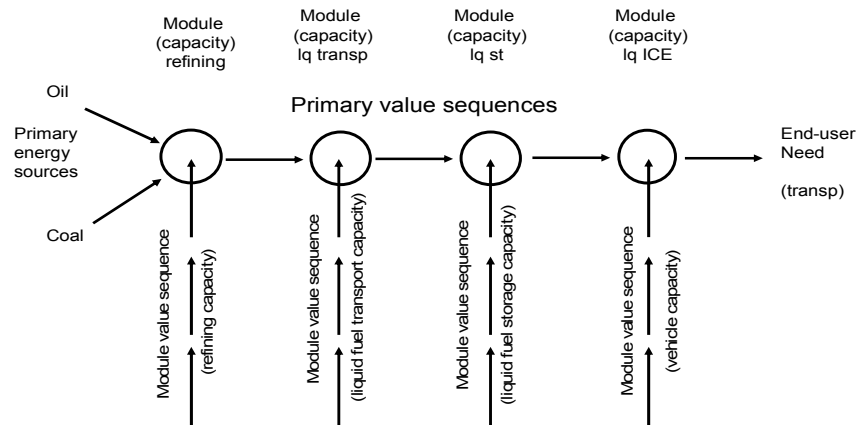 Module
(capacity)
refining
Module
(capacity)
lq transp
Module
(capacity)
lq st
Module
(capacity)
lq ICE
Oil
Primary value sequences
Primary
energy
sources
End-user
Need
(transp)
Coal
Module value sequence
(refining capacity)
Module value sequence
(liquid fuel transport capacity)
Module value sequence
(liquid fuel storage capacity)
Module value sequence
(vehicle capacity)